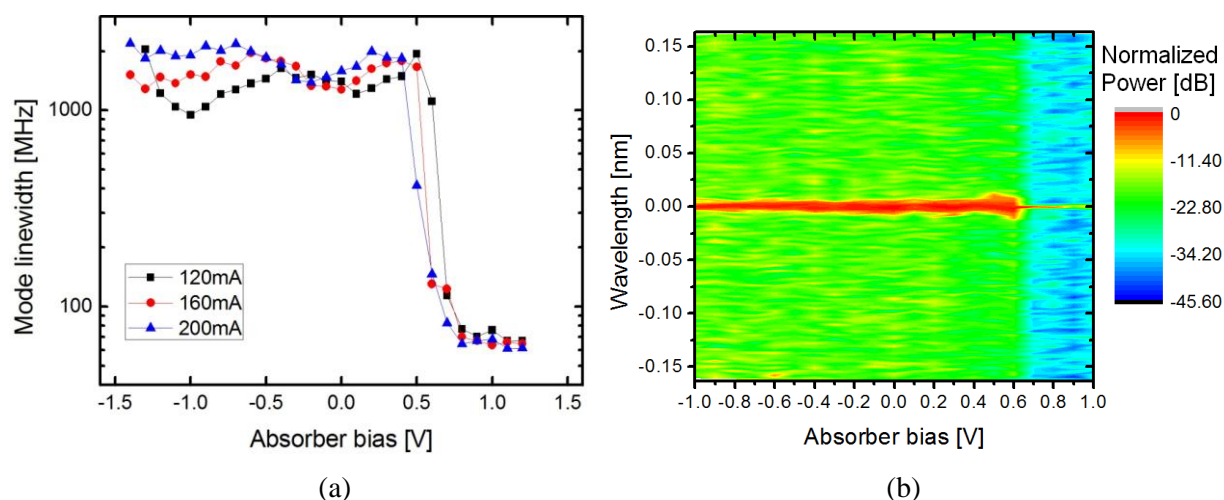 Mode linewidth [MHz]
1000
100
120mA
160mA
200mA
-1.5 -1.0 -0.5 0.0 0.5 1.0 1.5
Absorber bias [V]
(a)
Wavelength [nm]
0.15
0.10
0.05
0.00
-0.05
-0.10
-0.15
-1.0 -0.8 -0.6 -0.4 -0.2 0.0 0.2 0.4 0.6 0.8 1.0
Absorber bias [V]
Normalized
Power [dB]
0
-11.40
-22.80
-34.20
-45.60
(b)